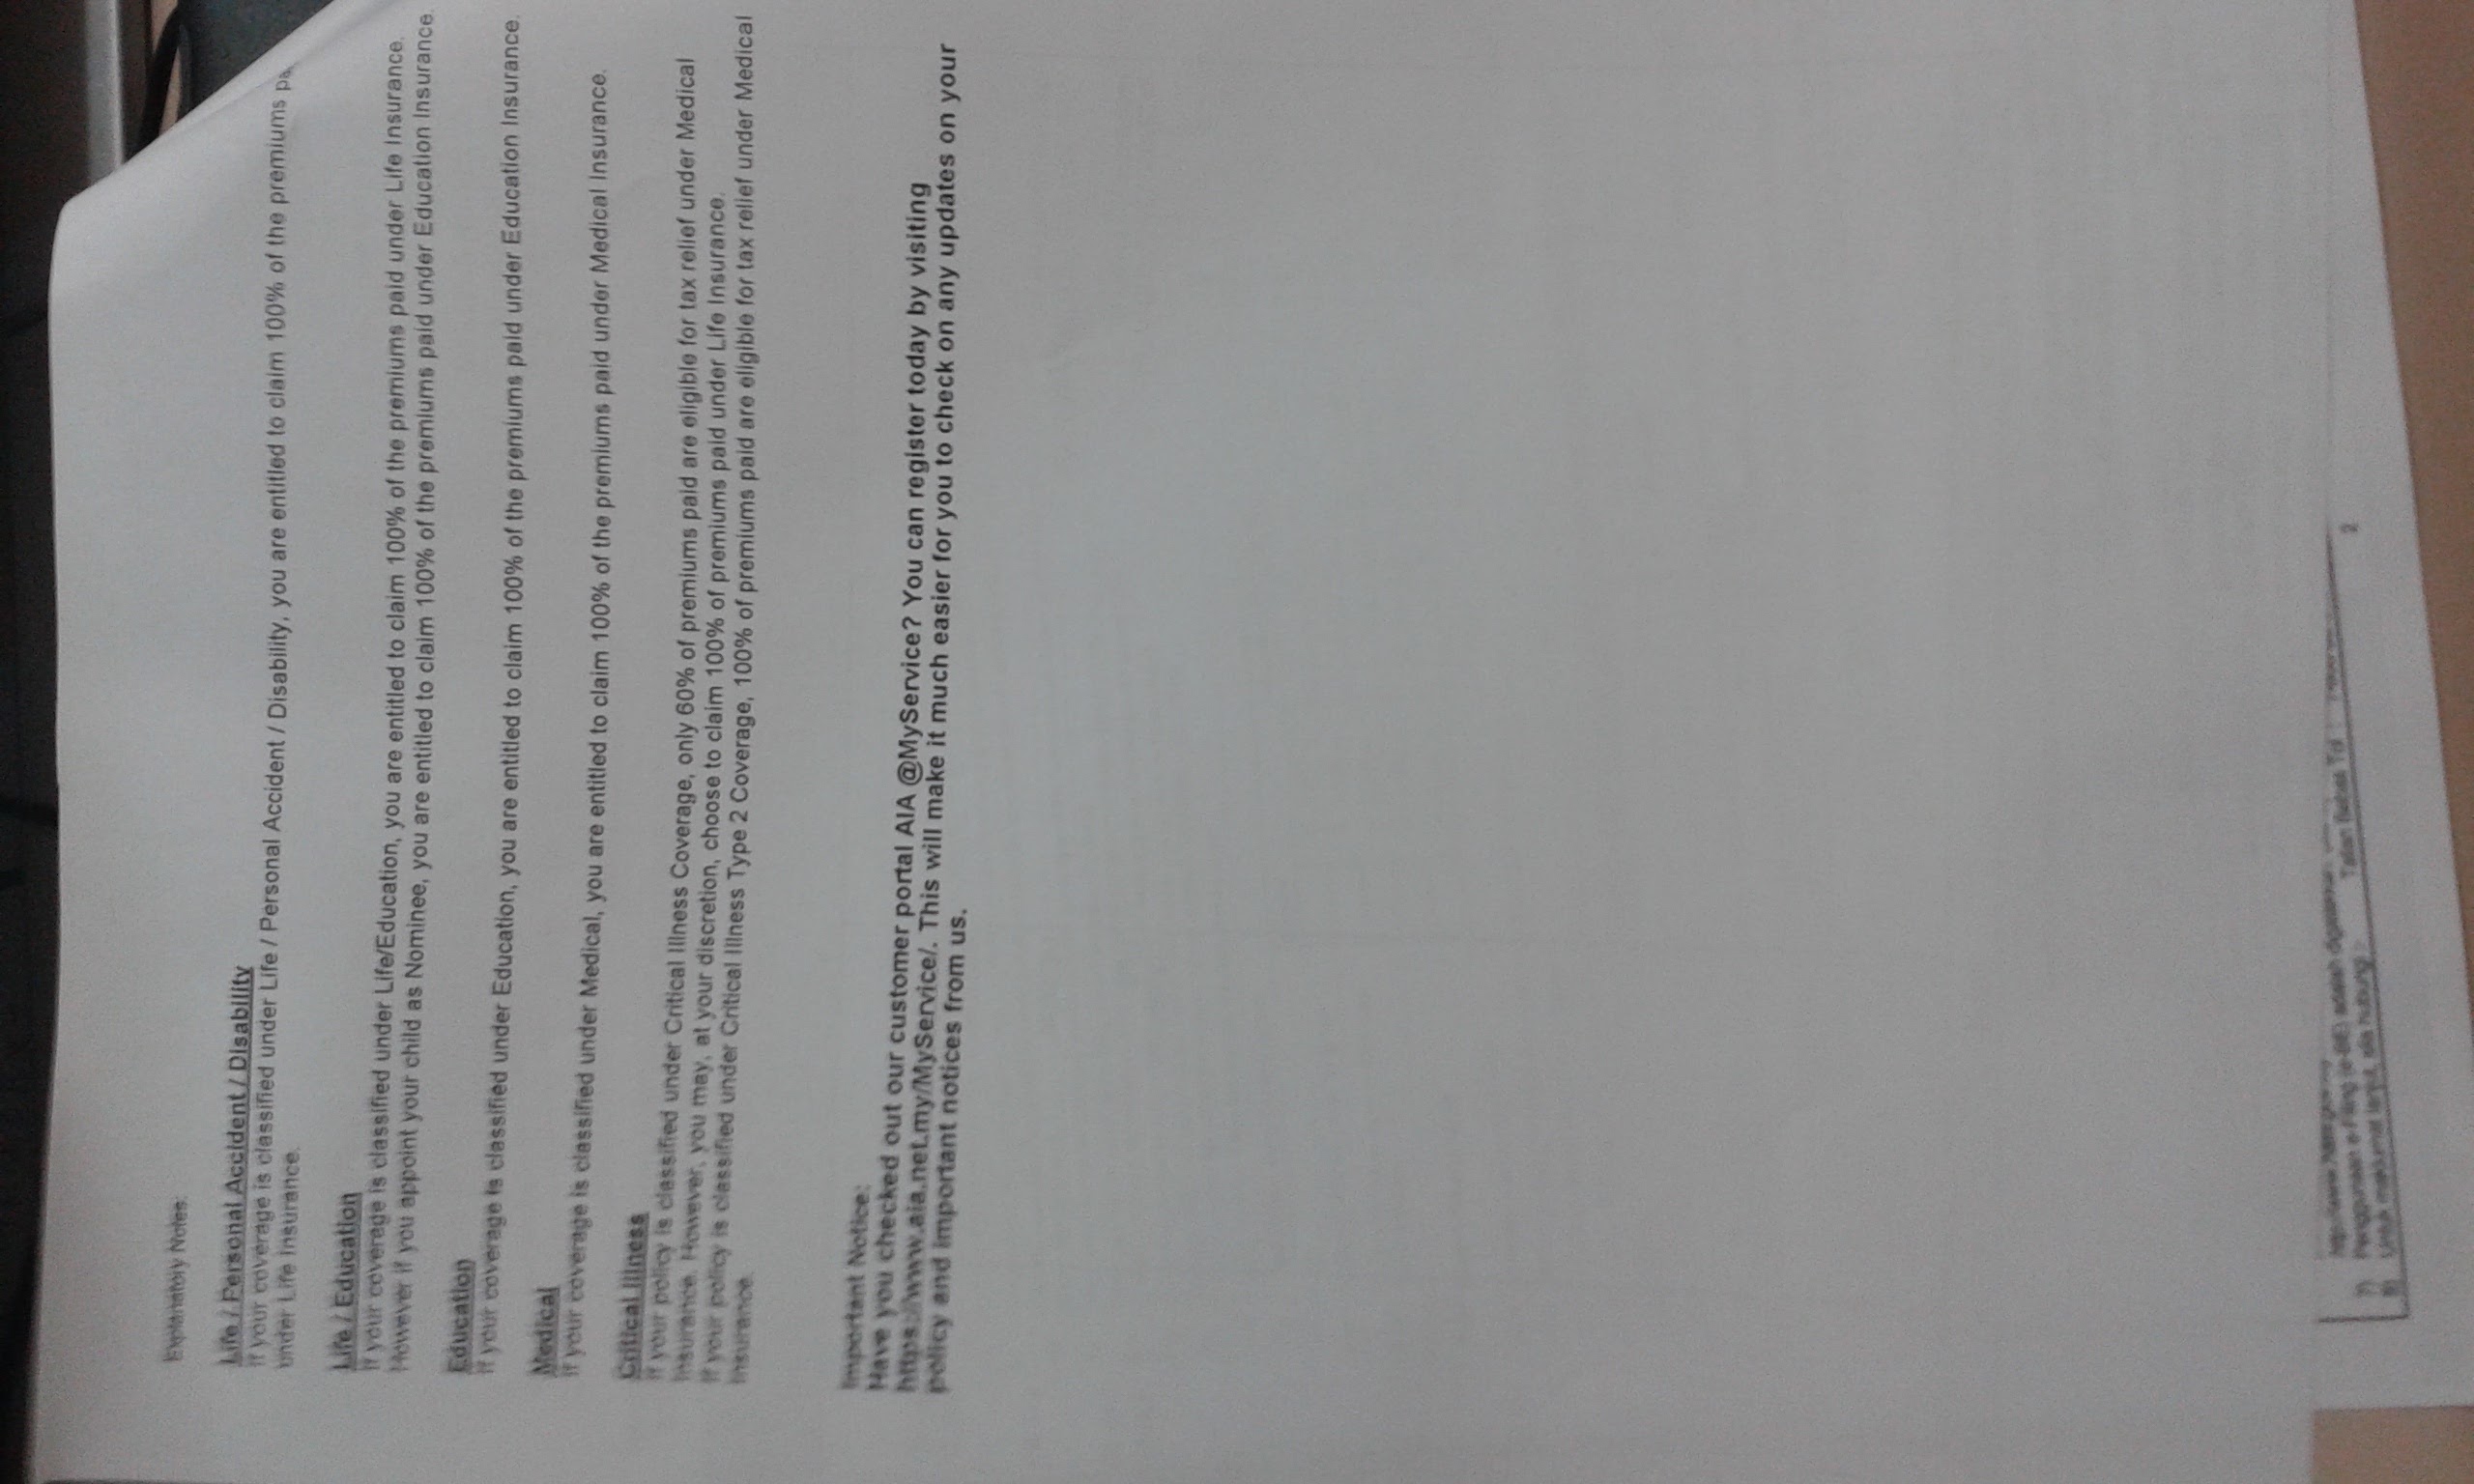 Explanatory Notes:
Life / Personal Accident / Disability
If your coverage is classified under Life / Personal Accident / Disability, you are entitled to claim 100% of the premiums
under Life Insurance.
Life / Education
If your coverage is classified under Life/Education, you are entitled to claim 100% of the premiums paid under Life Insurance.
However if you appoint your child as Nominee, you are entitled to claim 100% of the premiums paid under Education Insurance.
Education
If your coverage is classified under Education, you are entitled to claim 100% of the premiums paid under Education Insurance.
Medical
If your coverage is classified under Medical, you are entitled to claim 100% of the premiums paid under Medical Insurance.
Critical Illness
If your policy is classified under Critical Illness Coverage, only 60% of premiums paid are eligible for tax relief under Medical
Insurance. However, you may, at your discretion, choose to claim 100% of premiums paid under Life Insurance.
If your policy is classified under Critical Illness Type 2 Coverage, 100% of premiums paid are eligible for tax relief under Medical
Insurance.
Important Notice:
Have you checked out our customer portal AIA @MyService? You can register today by visiting
https://www.aia.net.my/MyService/. This will make it much easier for you to check on any updates on your
policy and important notices from us.
7) Penggunaan e-Filing (e-BE) adalah
8) Untuk maklumat lanjut, sila hubungi : Talian Bebas Tol :
2